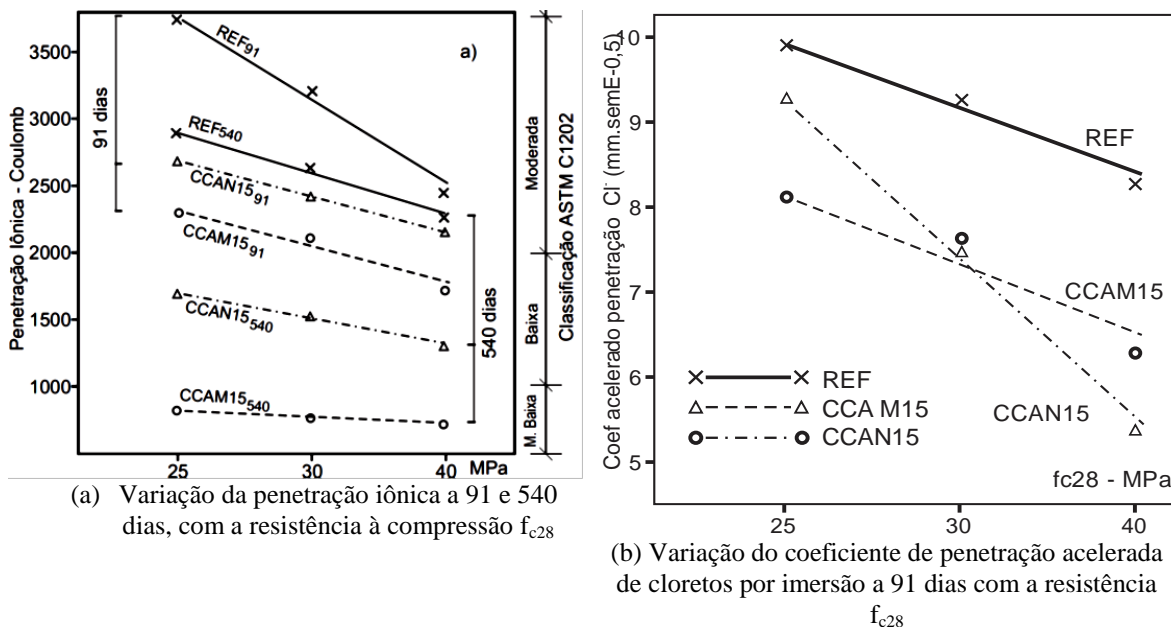 a)
3500
3000
2500
2000
1500
1000
25
30
40
MPa
Penetração Iônica - Coulomb
91 dias
540 dias
REF91
REF540
CCAN1591
CCAM1591
CCAN15540
CCAM15540
Moderada
Baixa
M. Baixa
Classificação ASTM C1202
(a) Variação da penetração iônica a 91 e 540
dias, com a resistência à compressão fc28
b)
Coef acelerado penetração Cl- (mm.semE-0,5)
10
9
8
7
6
5
REF
CCAM15
CCAN15
REF
CCA M15
CCAN15
fc28 - MPa
25
30
40
(b) Variação do coeficiente de penetração acelerada
de cloretos por imersão a 91 dias com a resistência
fc28